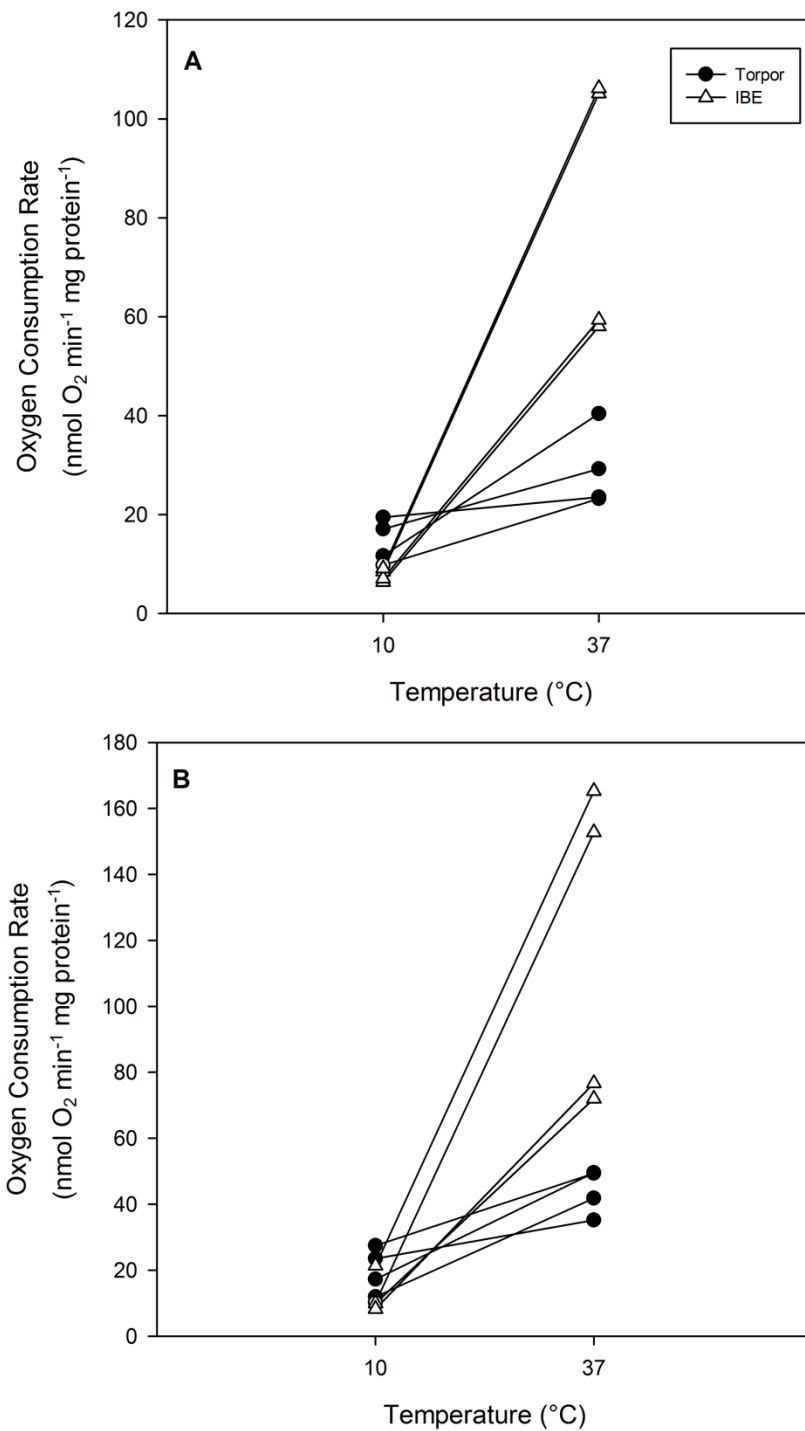 120
A
Torpor
IBE
100
80
60
40
20
0
Oxygen Consumption Rate
(nmol O₂ min⁻¹ mg protein⁻¹)
10
37
Temperature (°C)
180
B
160
140
120
100
80
60
40
20
0
Oxygen Consumption Rate
(nmol O₂ min⁻¹ mg protein⁻¹)
10
37
Temperature (°C)